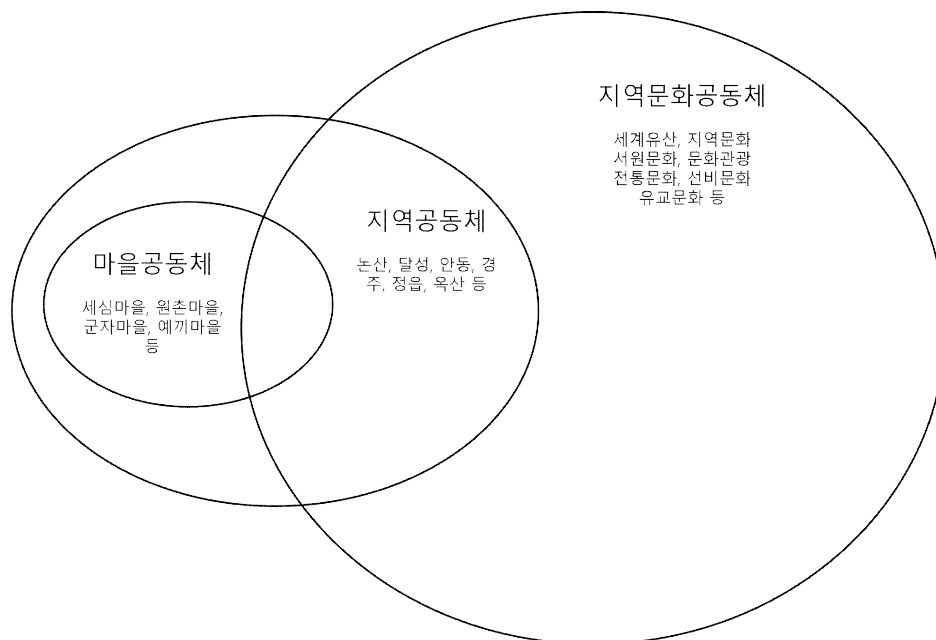 지역문화공동체
세계유산, 지역문화
서원문화, 문화관광
전통문화, 선비문화
유교문화 등
지역공동체
논산, 달성, 안동, 경
주, 정읍, 옥산 등
마을공동체
세심마을, 원촌마을,
군자마을, 예끼마을
등